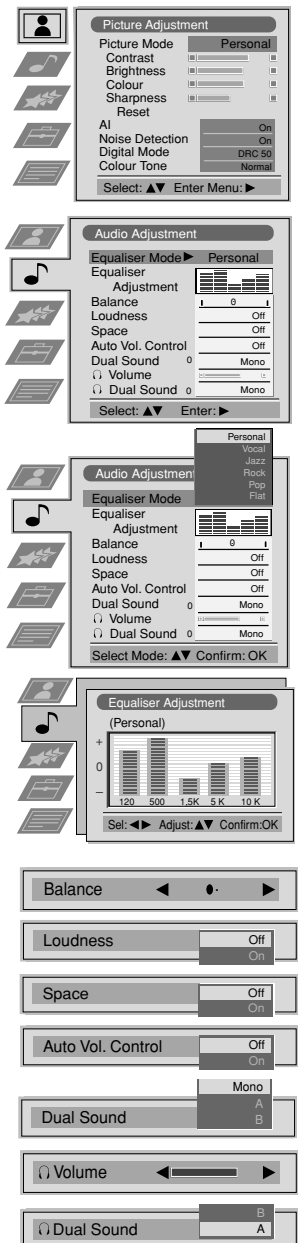 Picture Adjustment
Picture Mode Personal
Contrast
Brightness
Colour
Sharpness
Reset
AI On
Noise Detection On
Digital Mode DRC 50
Colour Tone Normal
Select: ▲▼ Enter Menu: ▶
Audio Adjustment
Equaliser Mode▶ Personal
Equaliser
Adjustment
Balance 0
Loudness Off
Space Off
Auto Vol. Control Off
Dual Sound 0 Mono
Volume
Dual Sound 0 Mono
Select: ▲▼ Enter: ▶
Personal
Vocal
Jazz
Rock
Pop
Flat
Audio Adjustment
Equaliser Mode
Equaliser
Adjustment
Balance 0
Loudness Off
Space Off
Auto Vol. Control Off
Dual Sound 0 Mono
Volume
Dual Sound 0 Mono
Select Mode: ▲▼ Confirm: OK
Equaliser Adjustment
(Personal)
+
0
–
120 500 1,5K 5 K 10 K
Sel: ◀▶ Adjust: ▲▼ Confirm:OK
Balance ◀ ▶
Loudness Off
On
Space Off
On
Auto Vol. Control Off
On
Mono
A
Dual Sound B
Volume ◀ ▶
B
Dual Sound A